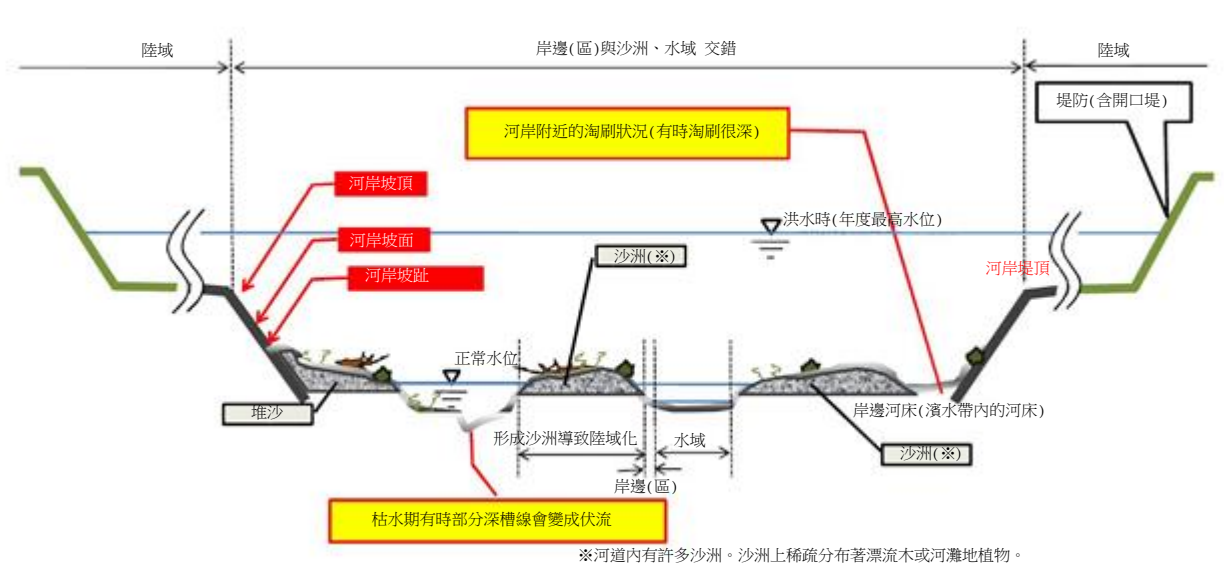 陸域
岸邊(區)與沙洲、水域 交錯
陸域
堤防(含開口堤)
河岸附近的淘刷狀況(有時淘刷很深)
河岸坡頂
洪水時(年度最高水位)
河岸坡面
沙洲(※)
河岸坡趾
河岸堤頂
正常水位
堆沙
岸邊河床(濱水帶內的河床)
形成沙洲導致陸域化
水域
沙洲(※)
岸邊(區)
枯水期有時部分深槽線會變成伏流
※河道內有許多沙洲。沙洲上稀疏分布著漂流木或河灘地植物。